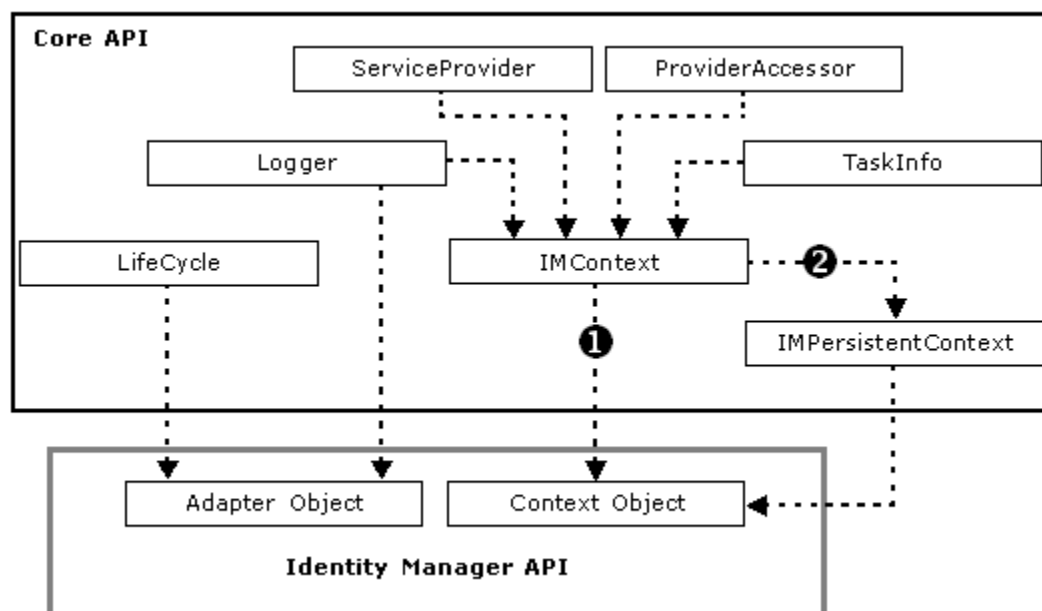 Core API
ServiceProvider
ProviderAccessor
Logger
TaskInfo
LifeCycle
IMContext
2
1
IMPersistentContext
Adapter Object
Context Object
Identity Manager API